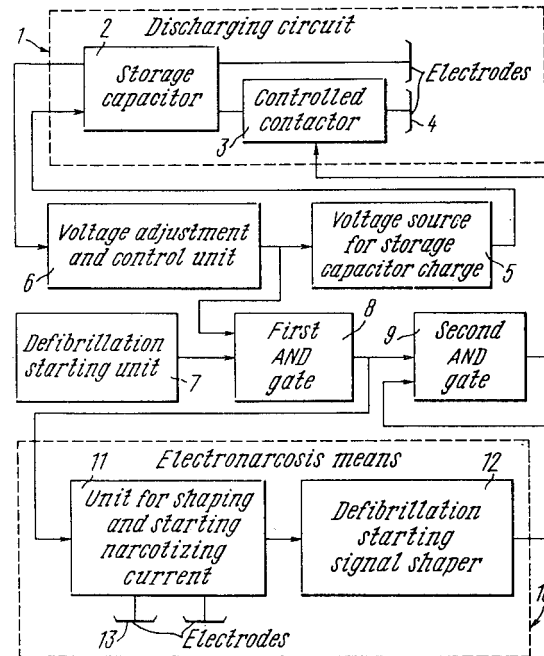 1
Discharging circuit
2
Storage
capacitor
Electrodes
Controlled
contactor
3
4
Voltage adjustment
and control unit
6
Voltage source
for storage
capacitor charge
5
Defibrillation
starting unit
7
First
AND
gate
8
9
Second
AND
gate
Electronarcosis means
11
Unit for shaping
and starting
narcotizing
current
12
Defibrillation
starting
signal shaper
13
Electrodes